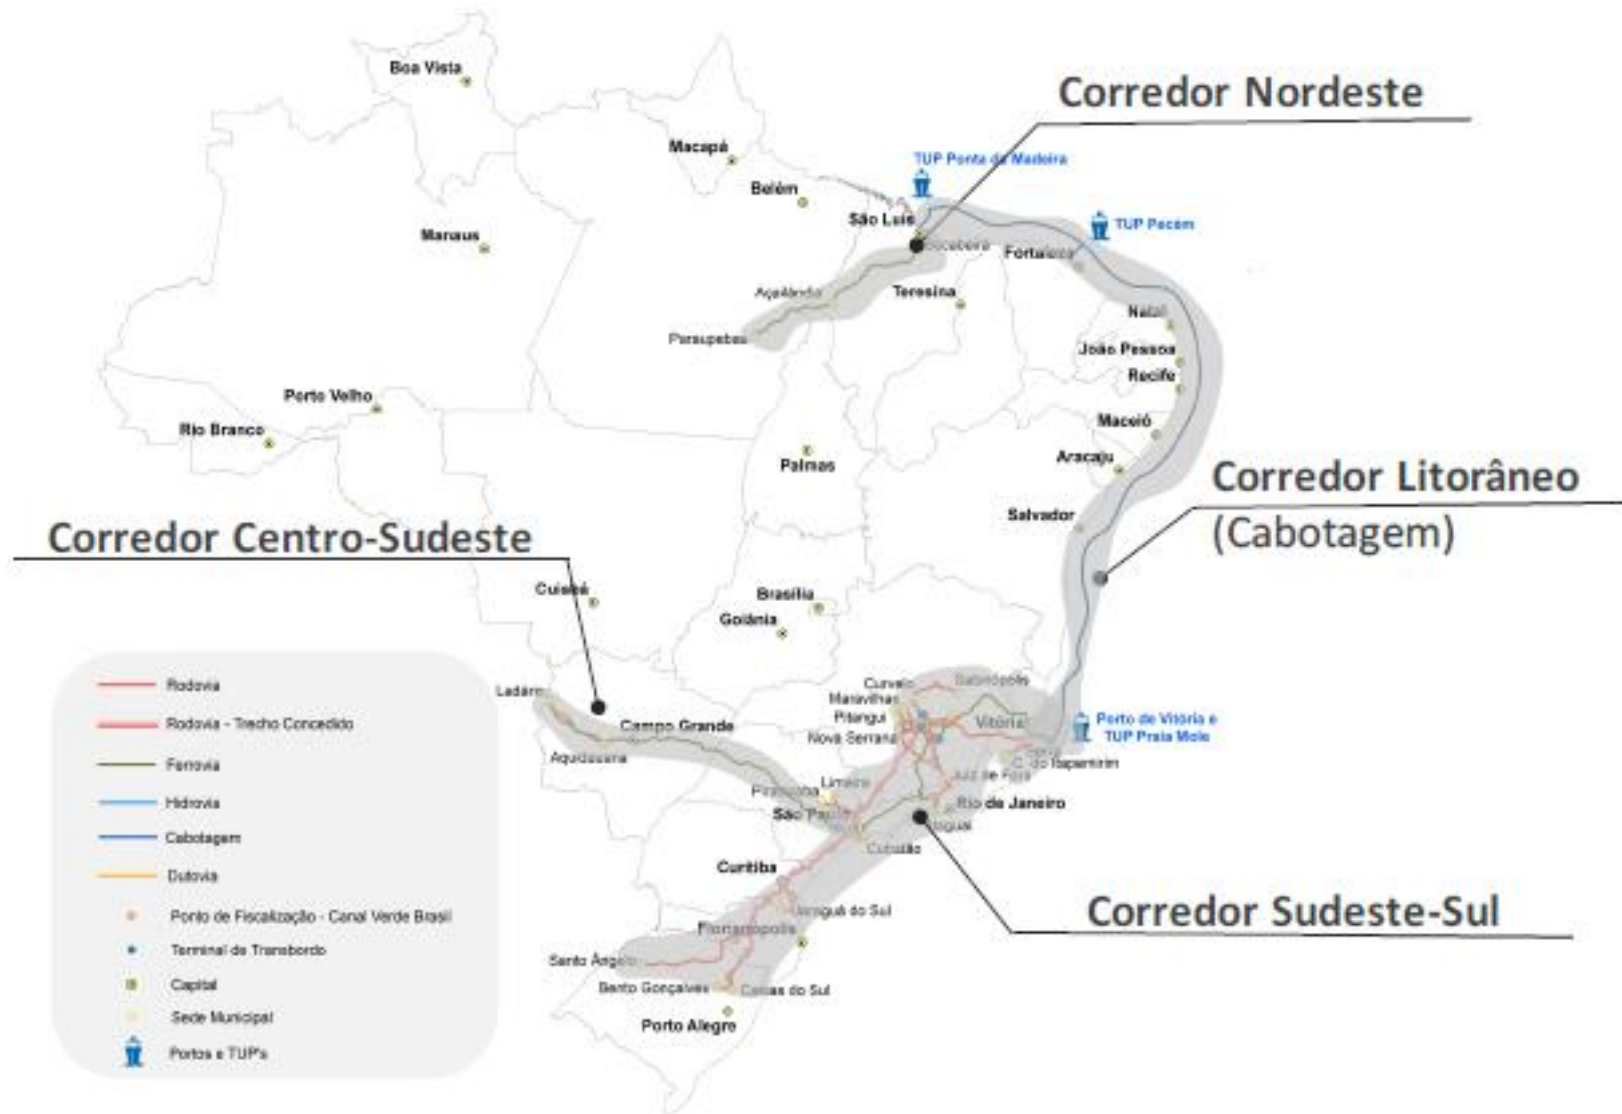 Boa Vista
Corredor Nordeste
Macapá
TUP Ponta da Madeira
Belém
São Luís
TUP Pecém
Manaus
Fortaleza
Açailândia
Teresina
Natal
Paraupebas
João Pessoa
Recife
Porto Velho
Rio Branco
Maceió
Palmas
Aracaju
Corredor Litorâneo
(Cabotagem)
Salvador
Corredor Centro-Sudeste
Cuiabá
Brasília
Goiânia
Rodovia
Ladário
Curvelo
Sabinópolis
Maravilhas
Pitangui
Vitória
Porto de Vitória e
TUP Praia Mole
Rodovia - Trecho Concedido
Campo Grande
Nova Serrana
Aquidauana
C. do Itapemirim
Ferrovia
Juiz de Fora
Limeira
Piracicaba
Hidrovia
São Paulo
Rio de Janeiro
Itaguaí
Cabotagem
Cubatão
Dutovia
Curitiba
Ponto de Fiscalização - Canal Verde Brasil
Jaraguá do Sul
Corredor Sudeste-Sul
Florianópolis
Terminal de Transbordo
Santo Ângelo
Capital
Bento Gonçalves
Caxias do Sul
Sede Municipal
Porto Alegre
Portos e TUP's